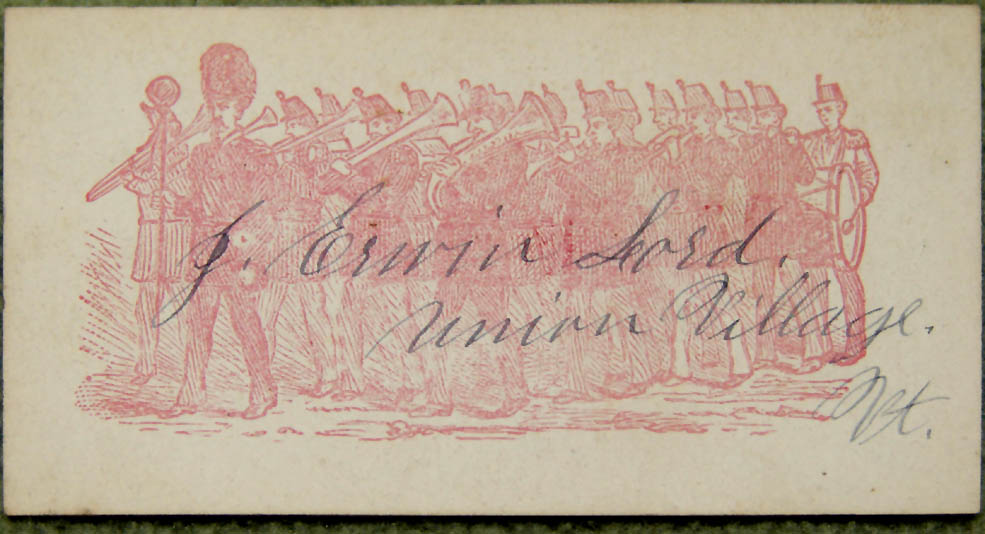 J. Erwin Lord.
Union Village.
Vt.